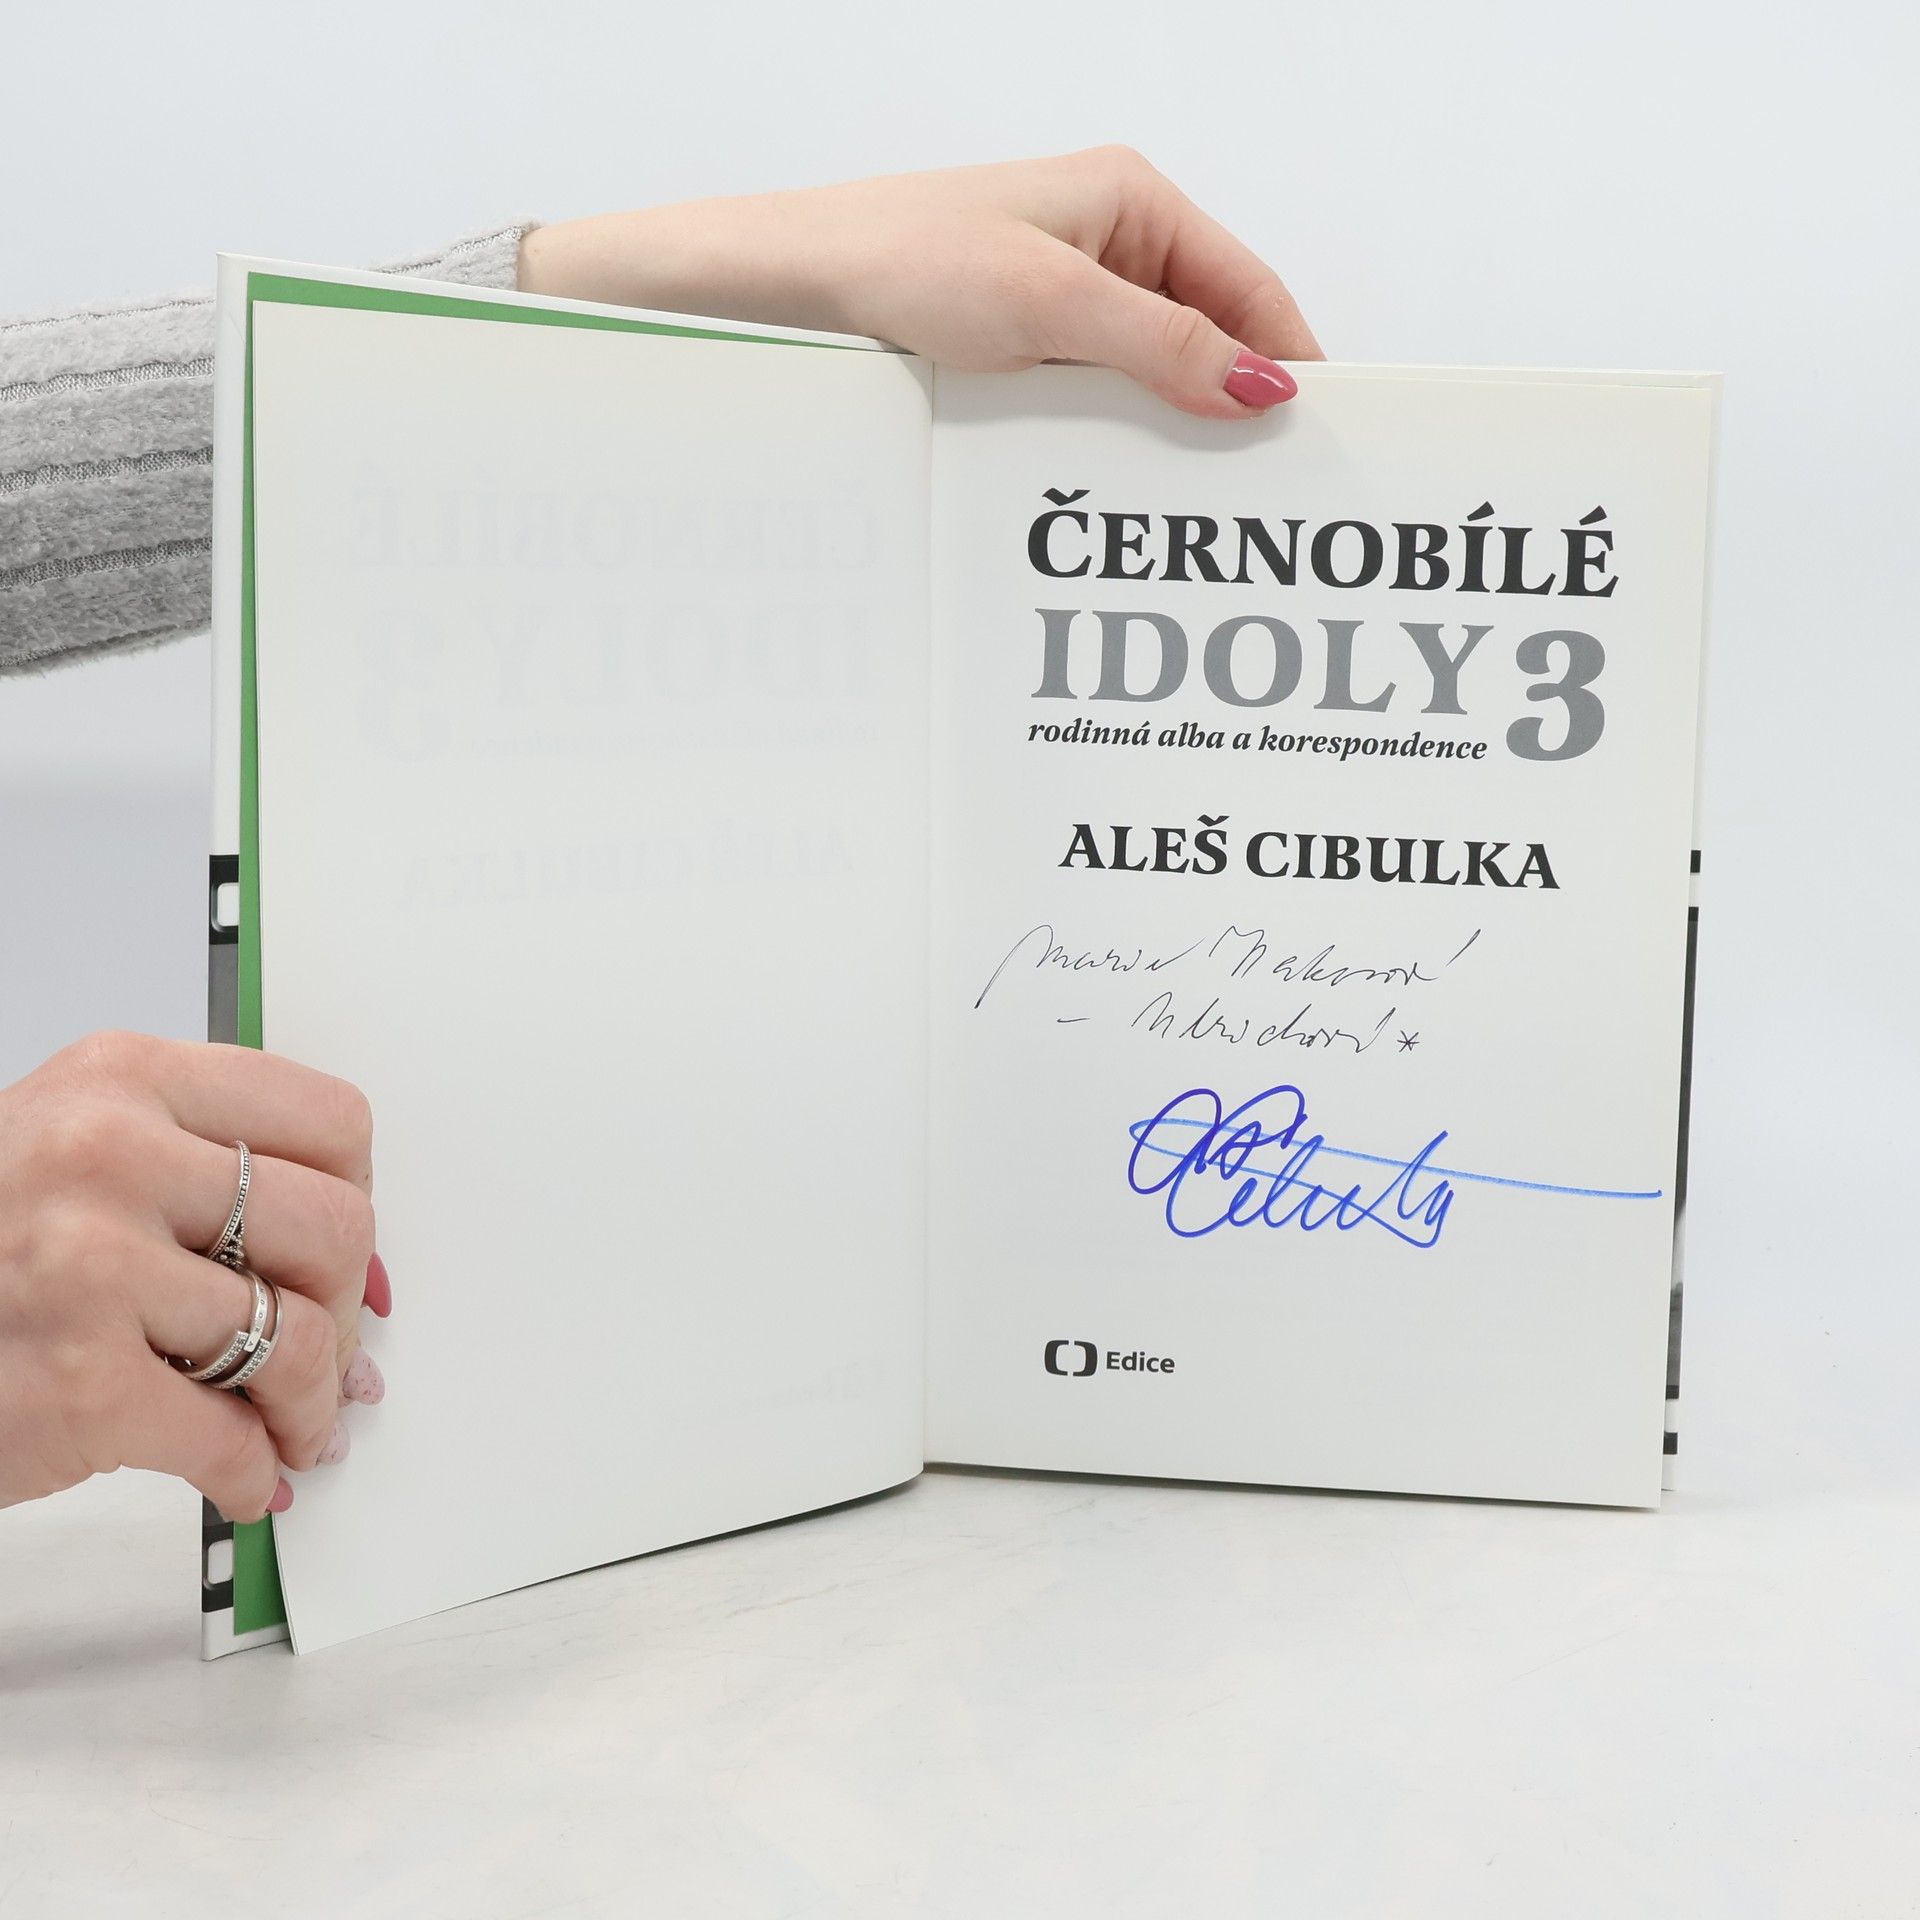 ČERNOBÍLÉ
IDOLY 3
rodinná alba a korespondence
ALEŠ CIBULKA
Edice